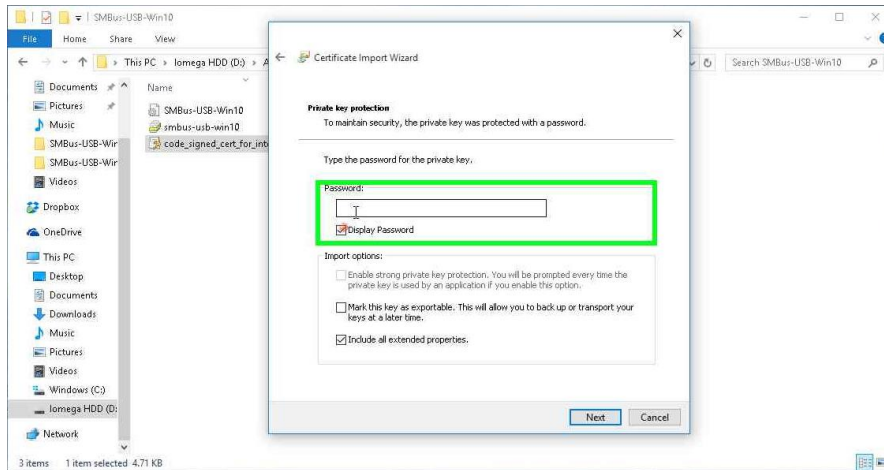 SMBus-USB-Win10
File Home Share View
This PC > Iomega HDD (D:) > A
Search SMBus-USB-Win10
Documents
Pictures
Music
SMBus-USB-Wir
SMBus-USB-Wir
Videos
Dropbox
OneDrive
This PC
Desktop
Documents
Downloads
Music
Pictures
Videos
Windows (C:)
Iomega HDD (D:
Network
Name
SMBus-USB-Win10
smbus-usb-win10
code_signed_cert_for_int
Certificate Import Wizard
Private key protection
To maintain security, the private key was protected with a password.
Type the password for the private key.
Password:
Display Password
Import options:
Enable strong private key protection. You will be prompted every time the
private key is used by an application if you enable this option.
Mark this key as exportable. This will allow you to back up or transport your
keys at a later time.
Include all extended properties.
Next Cancel
3 items 1 item selected 4.71 KB